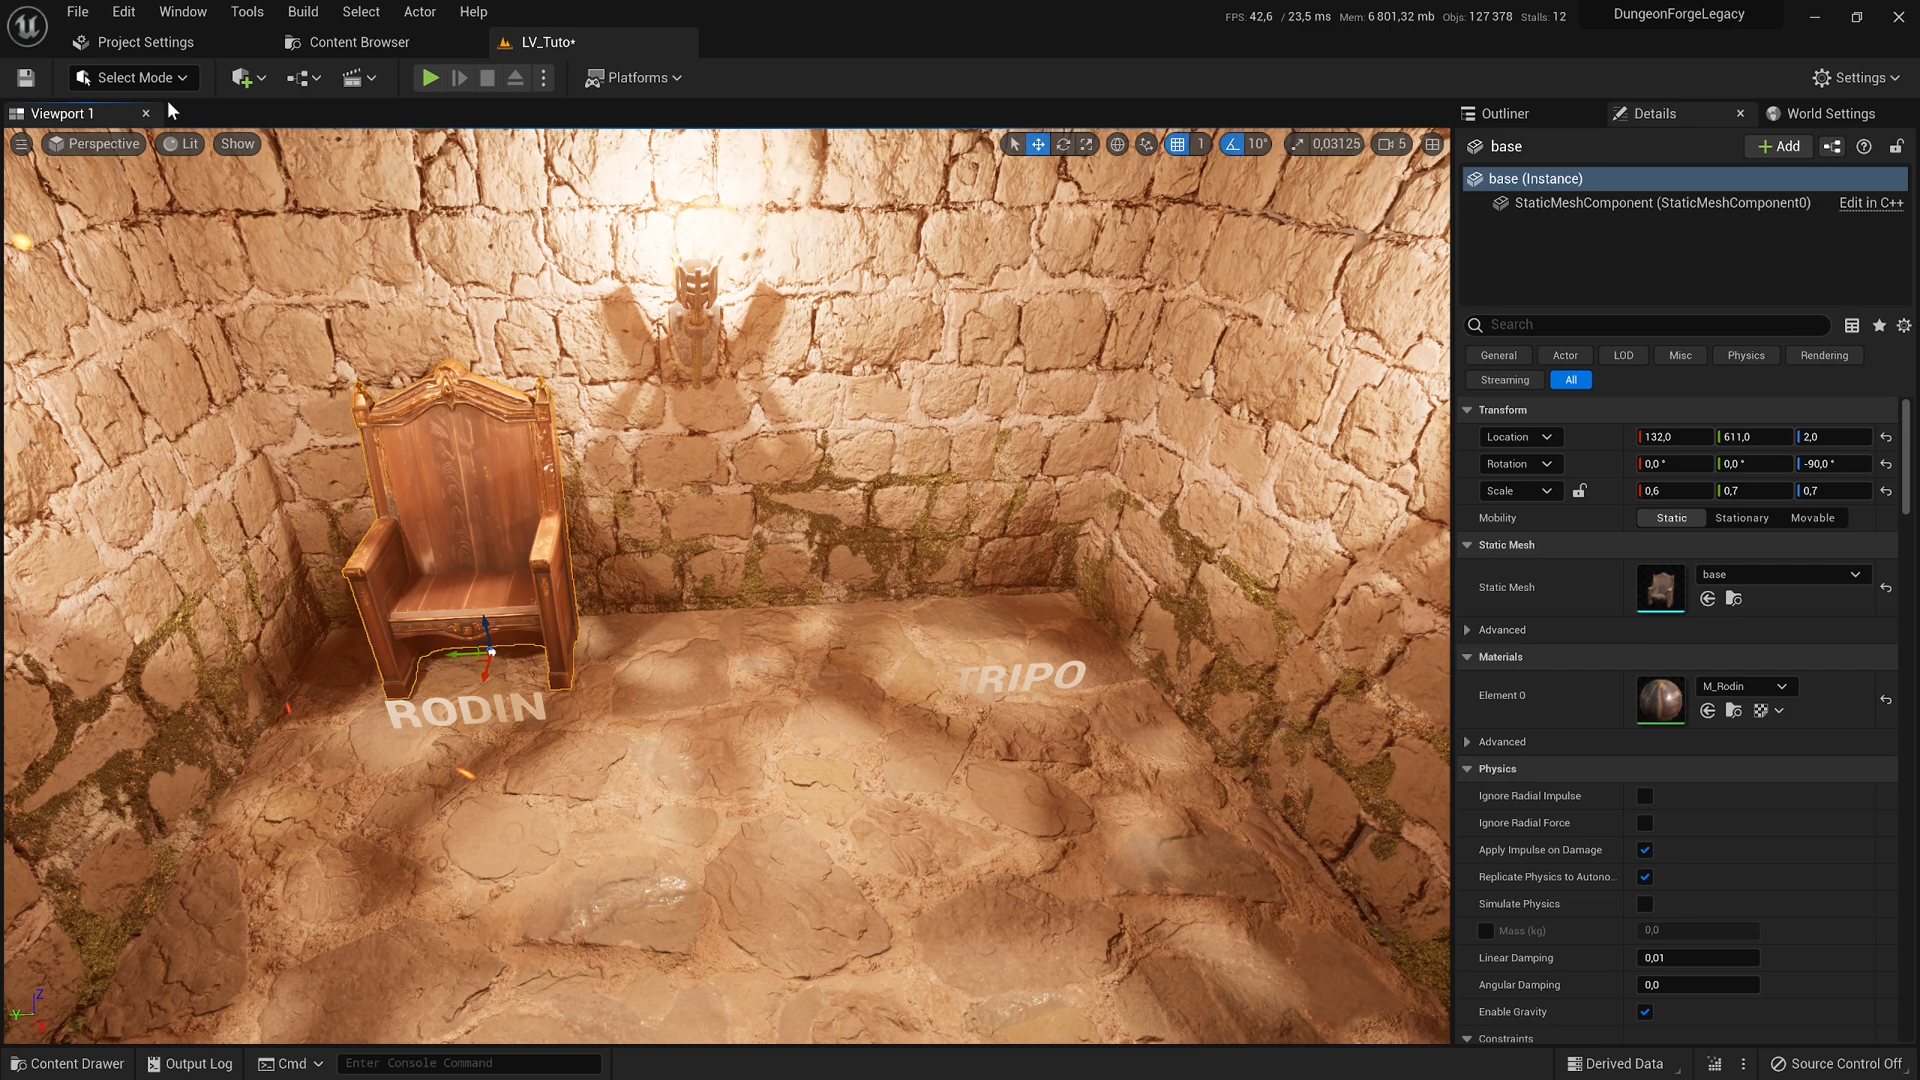 File Edit Window Tools Build Select Actor Help
FPS: 42,6 / 23,5 ms Mem: 6 801,32 mb Objs: 127 378 Stalls: 12
DungeonForgeLegacy
Project Settings
Content Browser
LV_Tuto*
Select Mode
Platforms
Settings
Viewport 1
Outliner
Details
World Settings
Perspective
Lit
Show
1
10°
0,03125
5
base
Add
base (Instance)
StaticMeshComponent (StaticMeshComponent0)
Edit in C++
Search
General
Actor
LOD
Misc
Physics
Rendering
Streaming
All
Transform
Location 132,0 611,0 2,0
Rotation 0,0 ° 0,0 ° -90,0 °
Scale 0,6 0,7 0,7
Mobility Static Stationary Movable
Static Mesh
Static Mesh base
Advanced
Materials
Element 0 M_Rodin
Advanced
Physics
Ignore Radial Impulse
Ignore Radial Force
Apply Impulse on Damage
Replicate Physics to Autono...
Simulate Physics
Mass (kg) 0,0
Linear Damping 0,01
Angular Damping 0,0
Enable Gravity
Constraints
RODIN
TRIPO
Z
Y
X
Content Drawer
Output Log
Cmd
Enter Console Command
Derived Data
Source Control Off